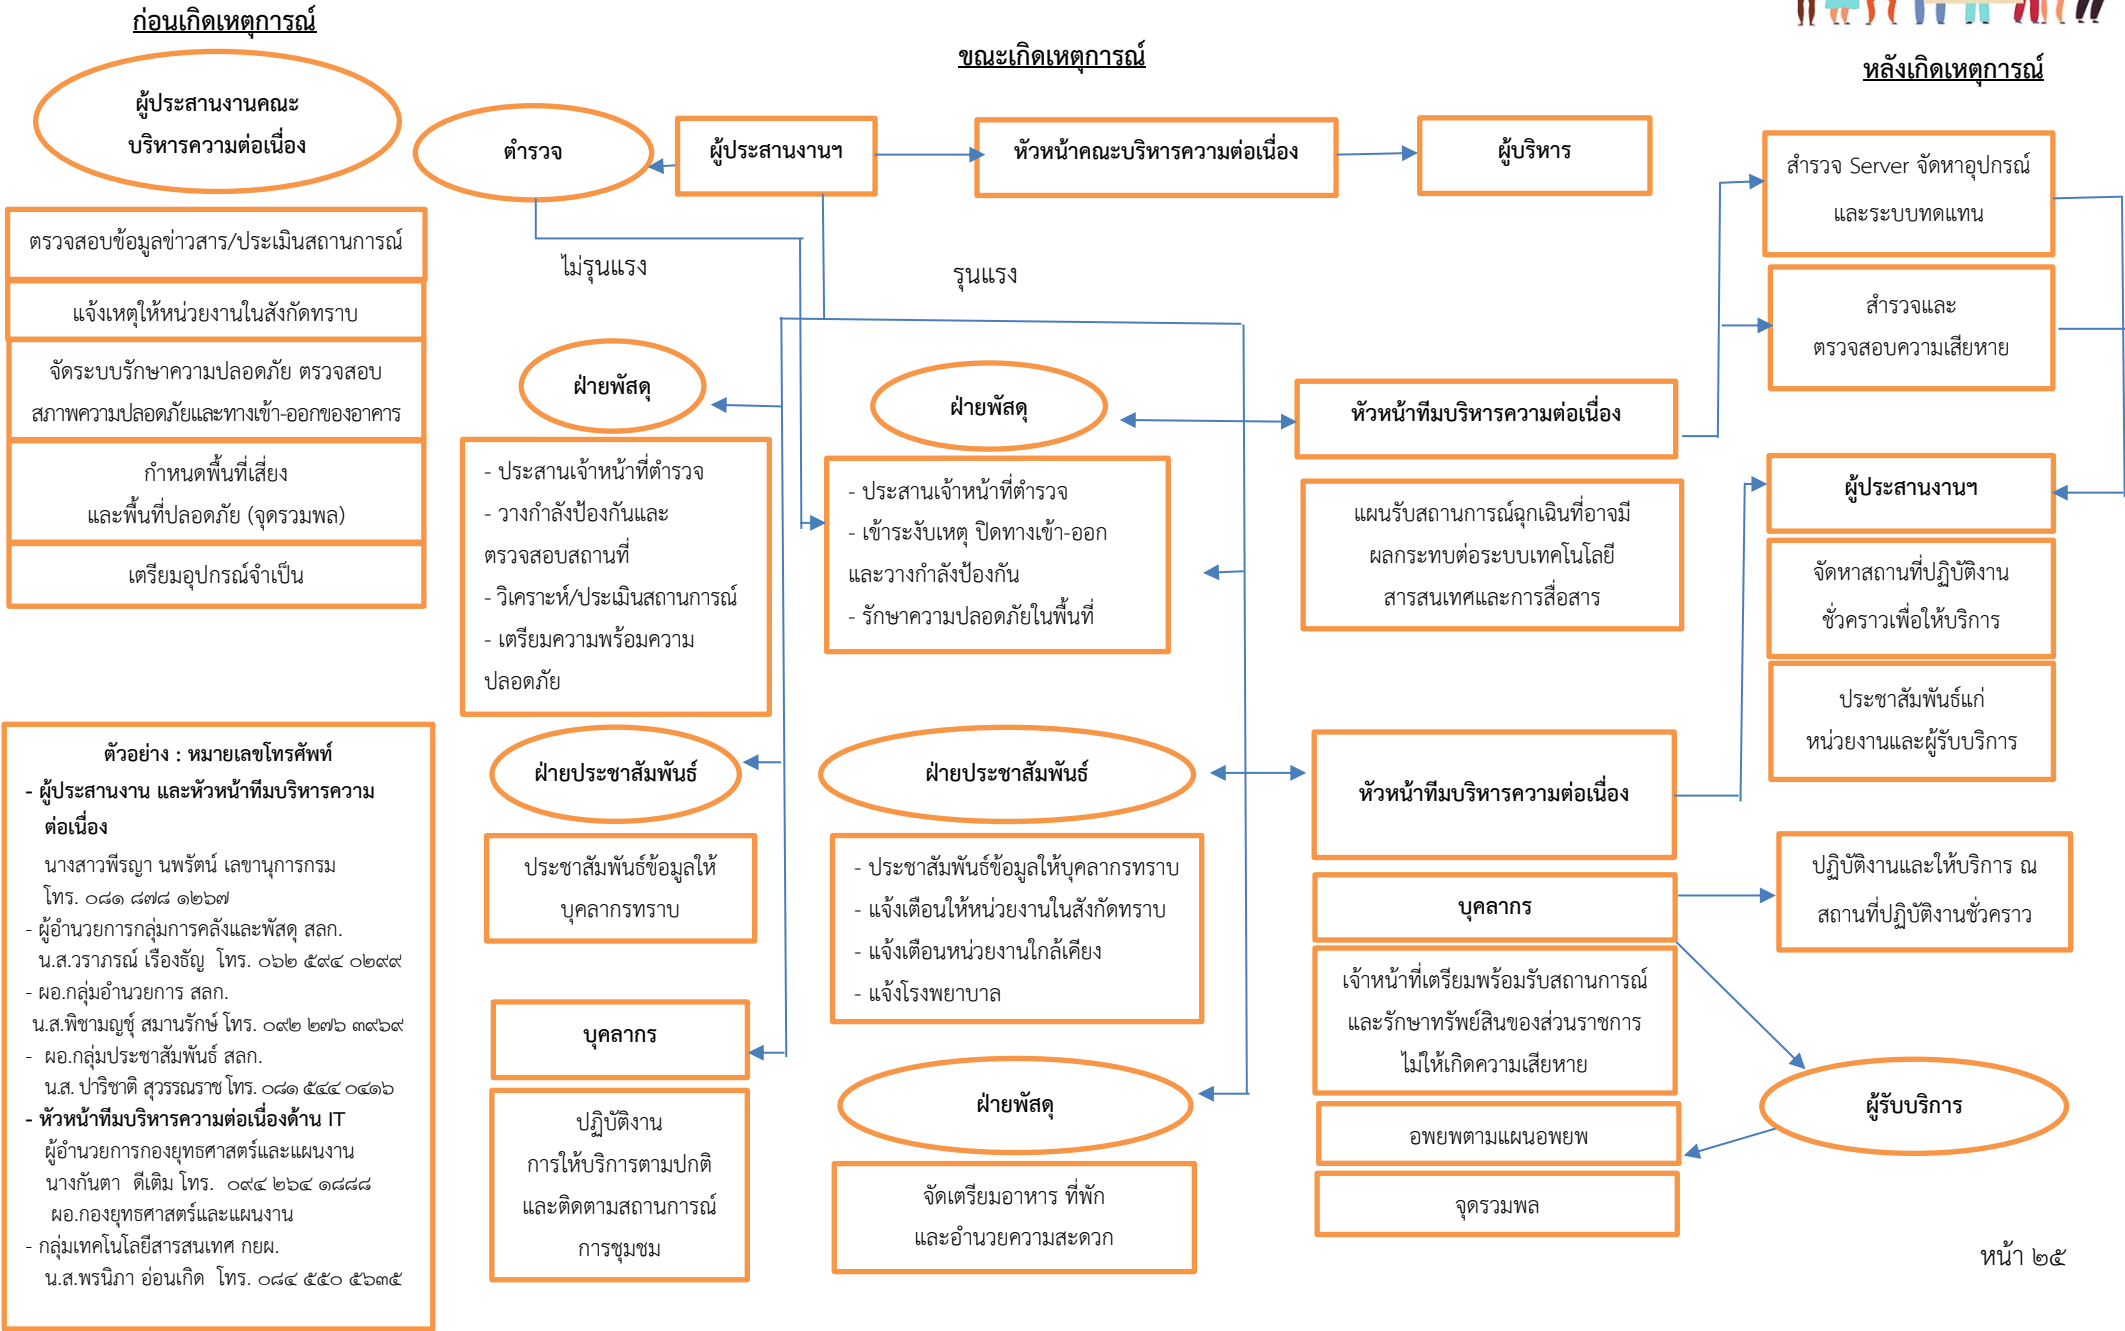 ก่อนเกิดเหตุการณ์
ผู้ประสานงานคณะ
บริหารความต่อเนื่อง
ตรวจสอบข้อมูลข่าวสาร/ประเมินสถานการณ์
แจ้งเหตุให้หน่วยงานในสังกัดทราบ
จัดระบบรักษาความปลอดภัย ตรวจสอบ
สภาพความปลอดภัยและทางเข้า-ออกของอาคาร
กำหนดพื้นที่เสี่ยง
และพื้นที่ปลอดภัย (จุดรวมพล)
เตรียมอุปกรณ์จำเป็น
ตัวอย่าง : หมายเลขโทรศัพท์
- ผู้ประสานงาน และหัวหน้าทีมบริหารความ
ต่อเนื่อง
นางสาวพีรญา นพรัตน์ เลขานุการกรม
โทร. ๐๘๑ ๘๗๘ ๑๒๖๗
- ผู้อำนวยการกลุ่มการคลังและพัสดุ สลก.
น.ส.วราภรณ์ เรืองธัญ โทร. ๐๖๒ ๕๙๔ ๐๒๙๙
- ผอ.กลุ่มอำนวยการ สลก.
น.ส.พิชามญชุ์ สมานรักษ์ โทร. ๐๙๒ ๒๗๖ ๓๙๖๙
- ผอ.กลุ่มประชาสัมพันธ์ สลก.
น.ส. ปาริชาติ สุวรรณราช โทร. ๐๘๑ ๕๔๔ ๐๔๑๖
- หัวหน้าทีมบริหารความต่อเนื่องด้าน IT
ผู้อำนวยการกองยุทธศาสตร์และแผนงาน
นางกันตา ดีเติม โทร. ๐๙๔ ๒๖๔ ๑๘๘๘
ผอ.กองยุทธศาสตร์และแผนงาน
- กลุ่มเทคโนโลยีสารสนเทศ กยผ.
น.ส.พรนิภา อ่อนเกิด โทร. ๐๘๔ ๕๕๐ ๕๖๓๕
ขณะเกิดเหตุการณ์
ตำรวจ
ผู้ประสานงานฯ
หัวหน้าคณะบริหารความต่อเนื่อง
ผู้บริหาร
ไม่รุนแรง
รุนแรง
ฝ่ายพัสดุ
- ประสานเจ้าหน้าที่ตำรวจ
- วางกำลังป้องกันและ
ตรวจสอบสถานที่
- วิเคราะห์/ประเมินสถานการณ์
- เตรียมความพร้อมความ
ปลอดภัย
ฝ่ายประชาสัมพันธ์
ประชาสัมพันธ์ข้อมูลให้
บุคลากรทราบ
บุคลากร
ปฏิบัติงาน
การให้บริการตามปกติ
และติดตามสถานการณ์
การชุมชม
ฝ่ายพัสดุ
- ประสานเจ้าหน้าที่ตำรวจ
- เข้าระงับเหตุ ปิดทางเข้า-ออก
และวางกำลังป้องกัน
- รักษาความปลอดภัยในพื้นที่
ฝ่ายประชาสัมพันธ์
- ประชาสัมพันธ์ข้อมูลให้บุคลากรทราบ
- แจ้งเตือนให้หน่วยงานในสังกัดทราบ
- แจ้งเตือนหน่วยงานใกล้เคียง
- แจ้งโรงพยาบาล
ฝ่ายพัสดุ
จัดเตรียมอาหาร ที่พัก
และอำนวยความสะดวก
หัวหน้าทีมบริหารความต่อเนื่อง
แผนรับสถานการณ์ฉุกเฉินที่อาจมี
ผลกระทบต่อระบบเทคโนโลยี
สารสนเทศและการสื่อสาร
หัวหน้าทีมบริหารความต่อเนื่อง
บุคลากร
เจ้าหน้าที่เตรียมพร้อมรับสถานการณ์
และรักษาทรัพย์สินของส่วนราชการ
ไม่ให้เกิดความเสียหาย
อพยพตามแผนอพยพ
จุดรวมพล
หลังเกิดเหตุการณ์
สำรวจ Server จัดหาอุปกรณ์
และระบบทดแทน
สำรวจและ
ตรวจสอบความเสียหาย
ผู้ประสานงานฯ
จัดหาสถานที่ปฏิบัติงาน
ชั่วคราวเพื่อให้บริการ
ประชาสัมพันธ์แก่
หน่วยงานและผู้รับบริการ
ปฏิบัติงานและให้บริการ ณ
สถานที่ปฏิบัติงานชั่วคราว
ผู้รับบริการ
หน้า ๒๕